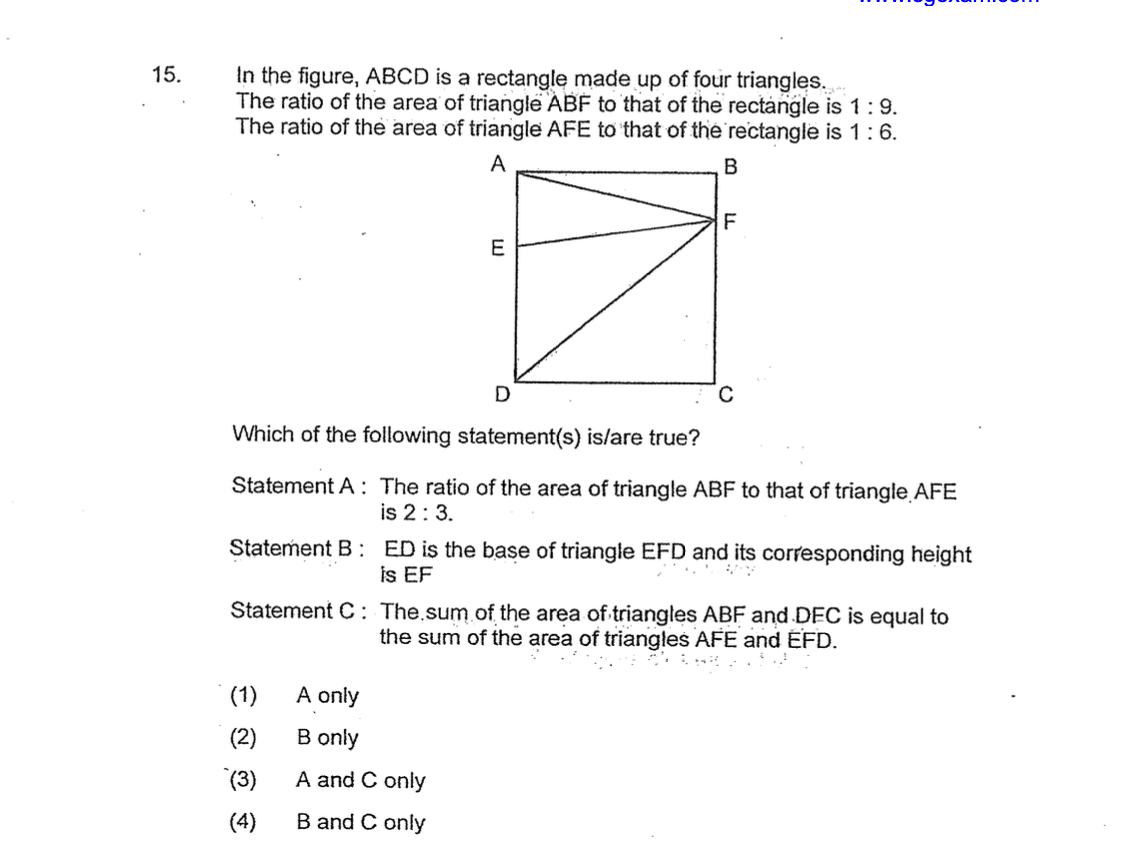 15. In the figure, ABCD is a rectangle made up of four triangles.
The ratio of the area of triangle ABF to that of the rectangle is 1 : 9.
The ratio of the area of triangle AFE to that of the rectangle is 1 : 6.
A
B
F
E
D
C
Which of the following statement(s) is/are true?
Statement A : The ratio of the area of triangle ABF to that of triangle AFE
is 2 : 3.
Statement B : ED is the base of triangle EFD and its corresponding height
is EF
Statement C : The sum of the area of triangles ABF and DFC is equal to
the sum of the area of triangles AFE and EFD.
(1) A only
(2) B only
(3) A and C only
(4) B and C only